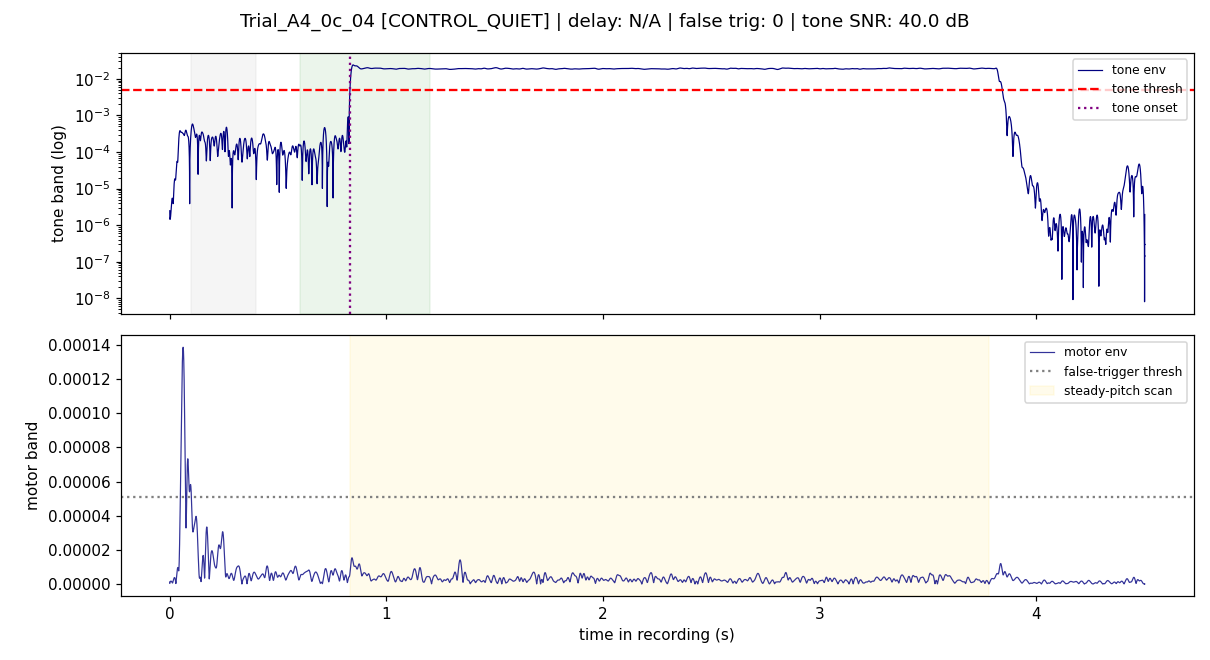 Trial_A4_0c_04 [CONTROL_QUIET] | delay: N/A | false trig: 0 | tone SNR: 40.0 dB
tone band (log)
10⁻²
10⁻³
10⁻⁴
10⁻⁵
10⁻⁶
10⁻⁷
10⁻⁸
tone env
tone thresh
tone onset
motor band
0.00014
0.00012
0.00010
0.00008
0.00006
0.00004
0.00002
0.00000
motor env
false-trigger thresh
steady-pitch scan
0 1 2 3 4
time in recording (s)